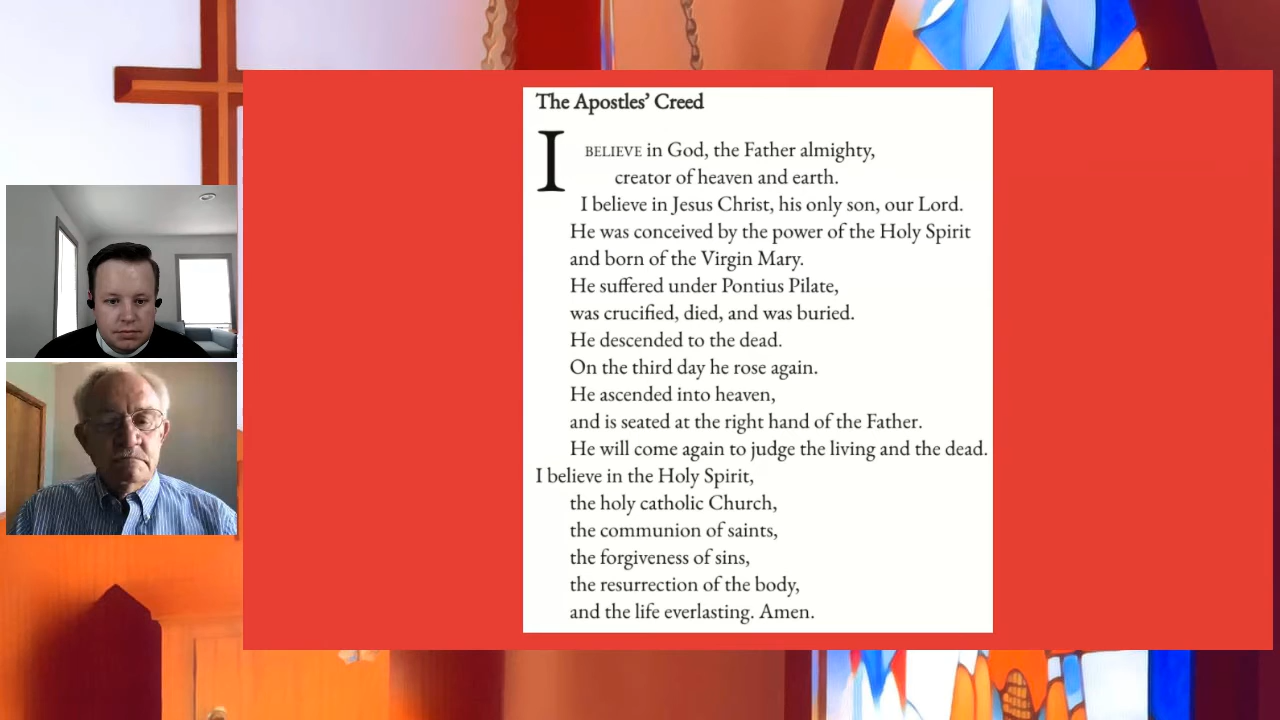 The Apostles’ Creed
I BELIEVE in God, the Father almighty,
creator of heaven and earth.
I believe in Jesus Christ, his only son, our Lord.
He was conceived by the power of the Holy Spirit
and born of the Virgin Mary.
He suffered under Pontius Pilate,
was crucified, died, and was buried.
He descended to the dead.
On the third day he rose again.
He ascended into heaven,
and is seated at the right hand of the Father.
He will come again to judge the living and the dead.
I believe in the Holy Spirit,
the holy catholic Church,
the communion of saints,
the forgiveness of sins,
the resurrection of the body,
and the life everlasting. Amen.